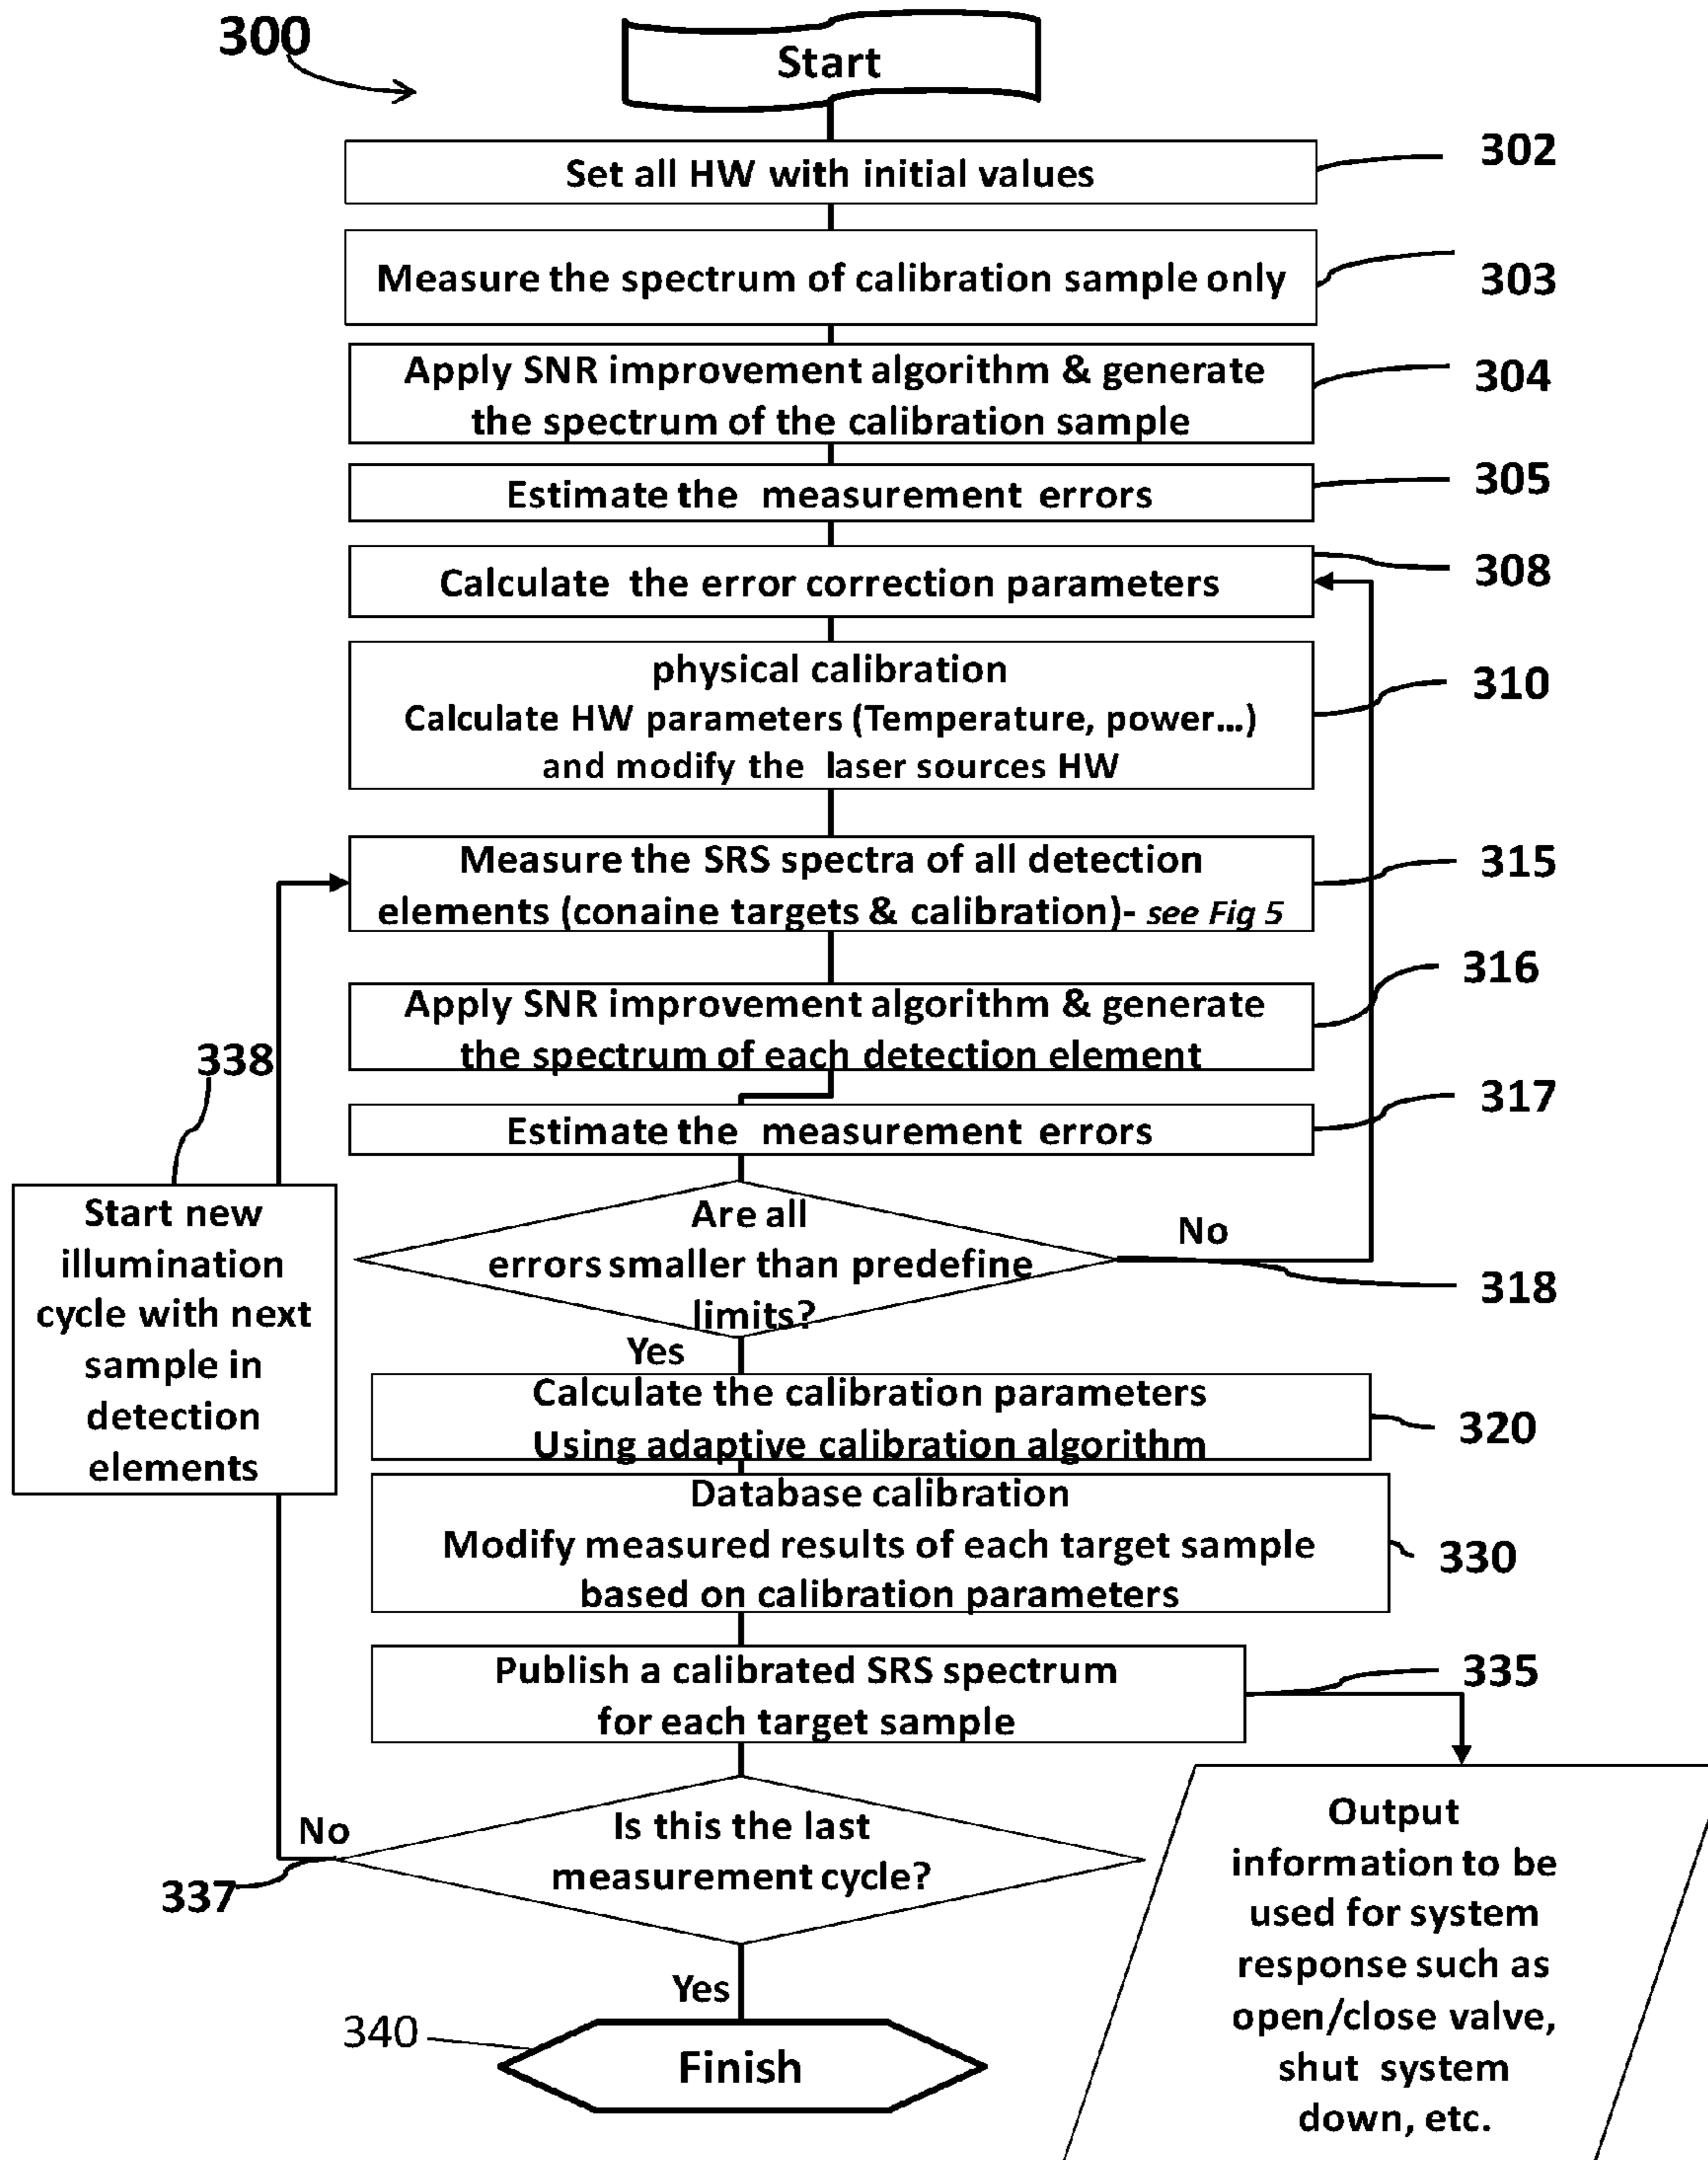 300
Start
Set all HW with initial values
302
Measure the spectrum of calibration sample only
303
Apply SNR improvement algorithm & generate
the spectrum of the calibration sample
304
Estimate the measurement errors
305
Calculate the error correction parameters
308
physical calibration
Calculate HW parameters (Temperature, power...)
and modify the laser sources HW
310
Measure the SRS spectra of all detection
elements (conaine targets & calibration)- see Fig 5
315
Apply SNR improvement algorithm & generate
the spectrum of each detection element
316
338
Estimate the measurement errors
317
Start new
illumination
cycle with next
sample in
detection
elements
Are all
errors smaller than predefine
limits?
No
318
Yes
Calculate the calibration parameters
Using adaptive calibration algorithm
320
Database calibration
Modify measured results of each target sample
based on calibration parameters
330
Publish a calibrated SRS spectrum
for each target sample
335
Is this the last
measurement cycle?
No
337
Yes
340
Finish
Output
information to be
used for system
response such as
open/close valve,
shut system
down, etc.